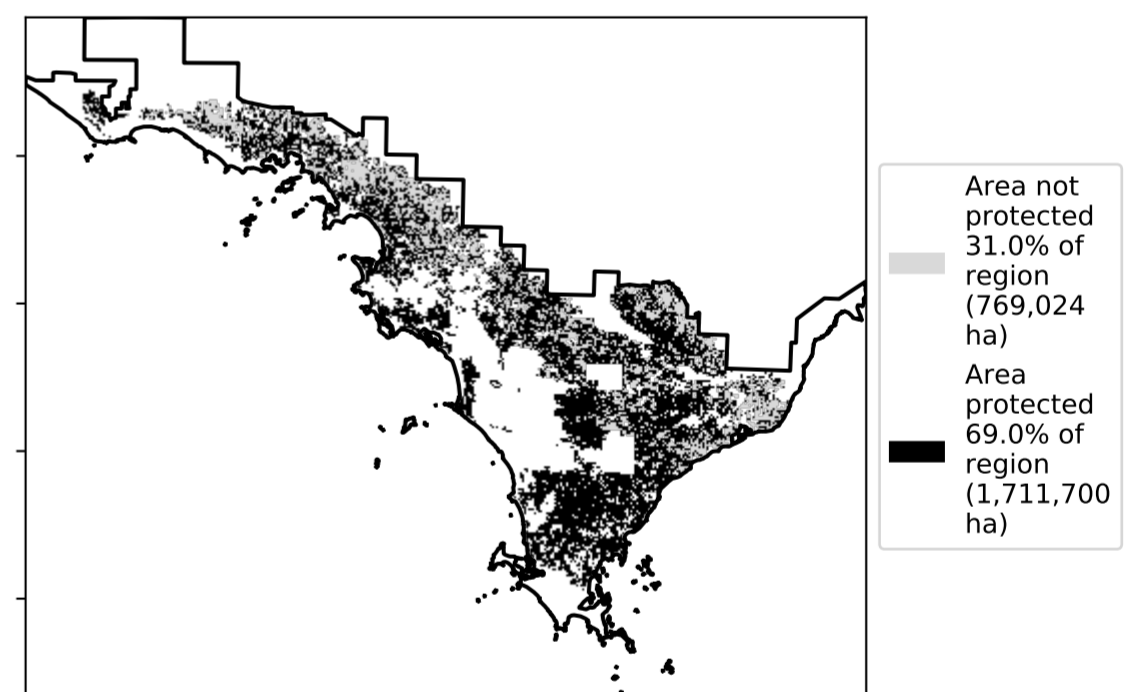 Area not
protected
31.0% of
region
(769,024
ha)
Area
protected
69.0% of
region
(1,711,700
ha)